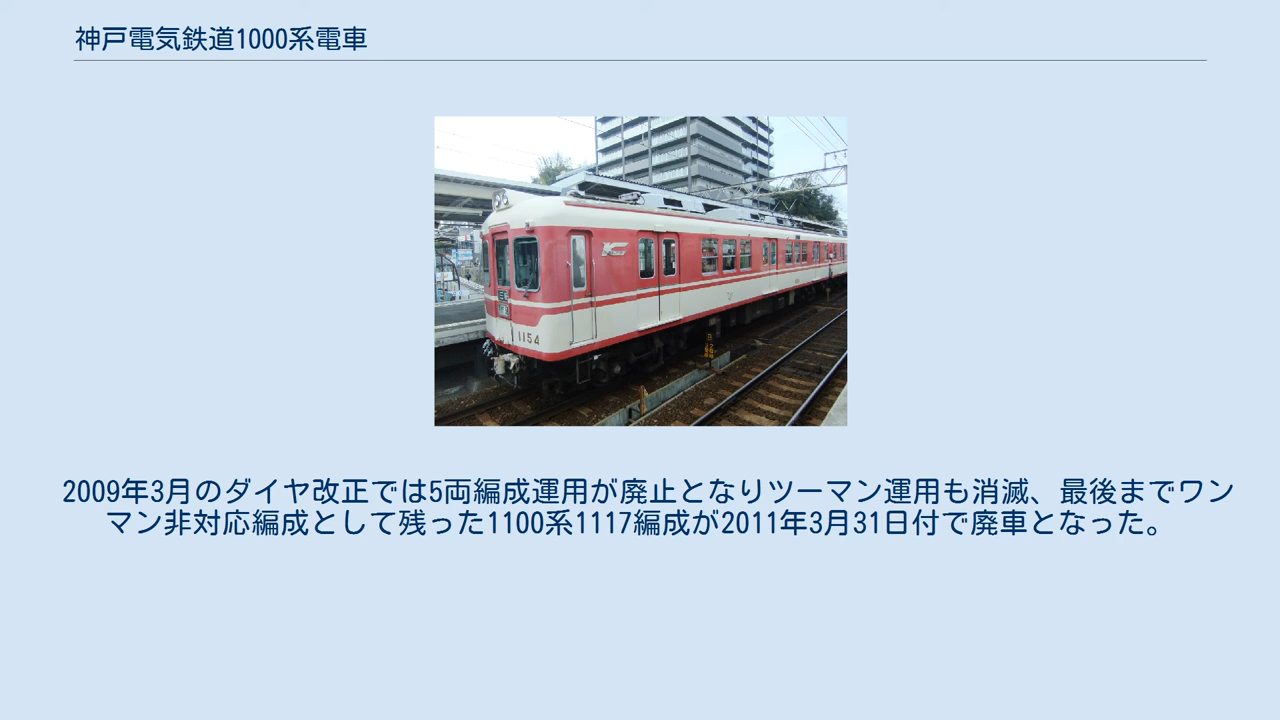 神戸電気鉄道1000系電車
1154
2009年3月のダイヤ改正では5両編成運用が廃止となりツーマン運用も消滅、最後までワン
マン非対応編成として残った1100系1117編成が2011年3月31日付で廃車となった。